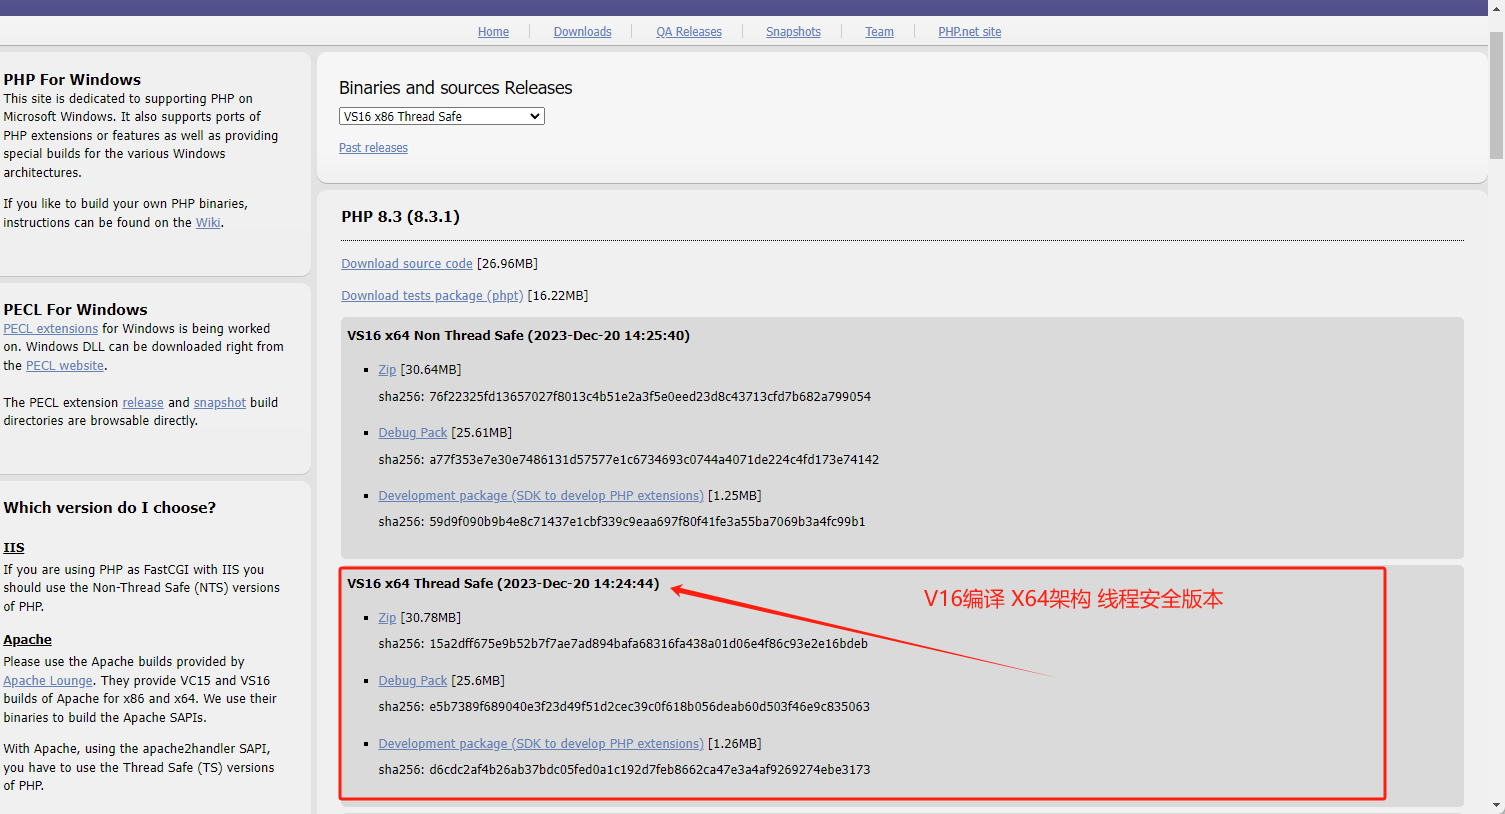 Home
Downloads
QA Releases
Snapshots
Team
PHP.net site
PHP For Windows
This site is dedicated to supporting PHP on
Microsoft Windows. It also supports ports of
PHP extensions or features as well as providing
special builds for the various Windows
architectures.
If you like to build your own PHP binaries,
instructions can be found on the Wiki.
PECL For Windows
PECL extensions for Windows is being worked
on. Windows DLL can be downloaded right from
the PECL website.
The PECL extension release and snapshot build
directories are browsable directly.
Which version do I choose?
IIS
If you are using PHP as FastCGI with IIS you
should use the Non-Thread Safe (NTS) versions
of PHP.
Apache
Please use the Apache builds provided by
Apache Lounge. They provide VC15 and VS16
builds of Apache for x86 and x64. We use their
binaries to build the Apache SAPIs.
With Apache, using the apache2handler SAPI,
you have to use the Thread Safe (TS) versions
of PHP.
Binaries and sources Releases
VS16 x86 Thread Safe
Past releases
PHP 8.3 (8.3.1)
Download source code [26.96MB]
Download tests package (phpt) [16.22MB]
VS16 x64 Non Thread Safe (2023-Dec-20 14:25:40)
Zip [30.64MB]
sha256: 76f22325fd13657027f8013c4b51e2a3f5e0eed23d8c43713cfd7b682a799054
Debug Pack [25.61MB]
sha256: a77f353e7e30e7486131d57577e1c6734693c0744a4071de224c4fd173e74142
Development package (SDK to develop PHP extensions) [1.25MB]
sha256: 59d9f090b9b4e8c71437e1cbf339c9eaa697f80f41fe3a55ba7069b3a4fc99b1
VS16 x64 Thread Safe (2023-Dec-20 14:24:44)
V16编译 X64架构 线程安全版本
Zip [30.78MB]
sha256: 15a2dff675e9b52b7f7ae7ad894bafa68316fa438a01d06e4f86c93e2e16bdeb
Debug Pack [25.6MB]
sha256: e5b7389f689040e3f23d49f51d2cec39c0f618b056deab60d503f46e9c835063
Development package (SDK to develop PHP extensions) [1.26MB]
sha256: d6cdc2af4b26ab37bdc05fed0a1c192d7feb8662ca47e3a4af9269274ebe3173